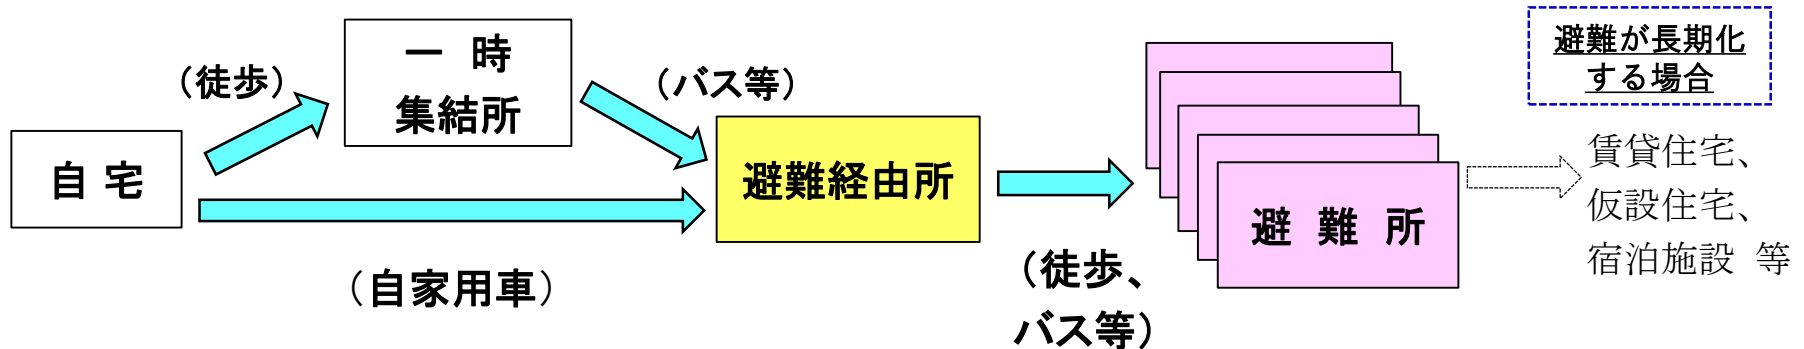 自 宅
（徒歩）
一 時
集結所
（バス等）
（自家用車）
避難経由所
（徒歩、
バス等）
避 難 所
避難が長期化
する場合
賃貸住宅、
仮設住宅、
宿泊施設 等